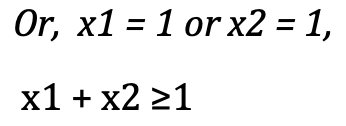 Or, x1 = 1 or x2 = 1,
x1 + x2 ≥1